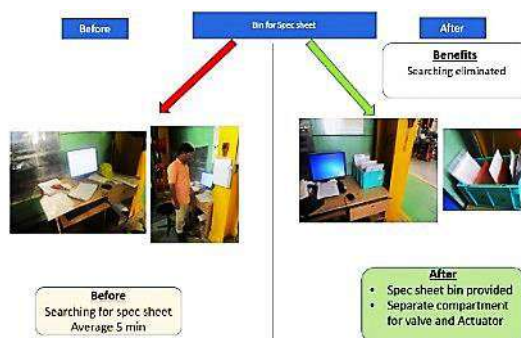 Before
Bin for Spec sheet
After
Benefits
Searching eliminated
Before
Searching for spec sheet
Average 5 min
After
• Spec sheet bin provided
• Separate compartment
for valve and Actuator